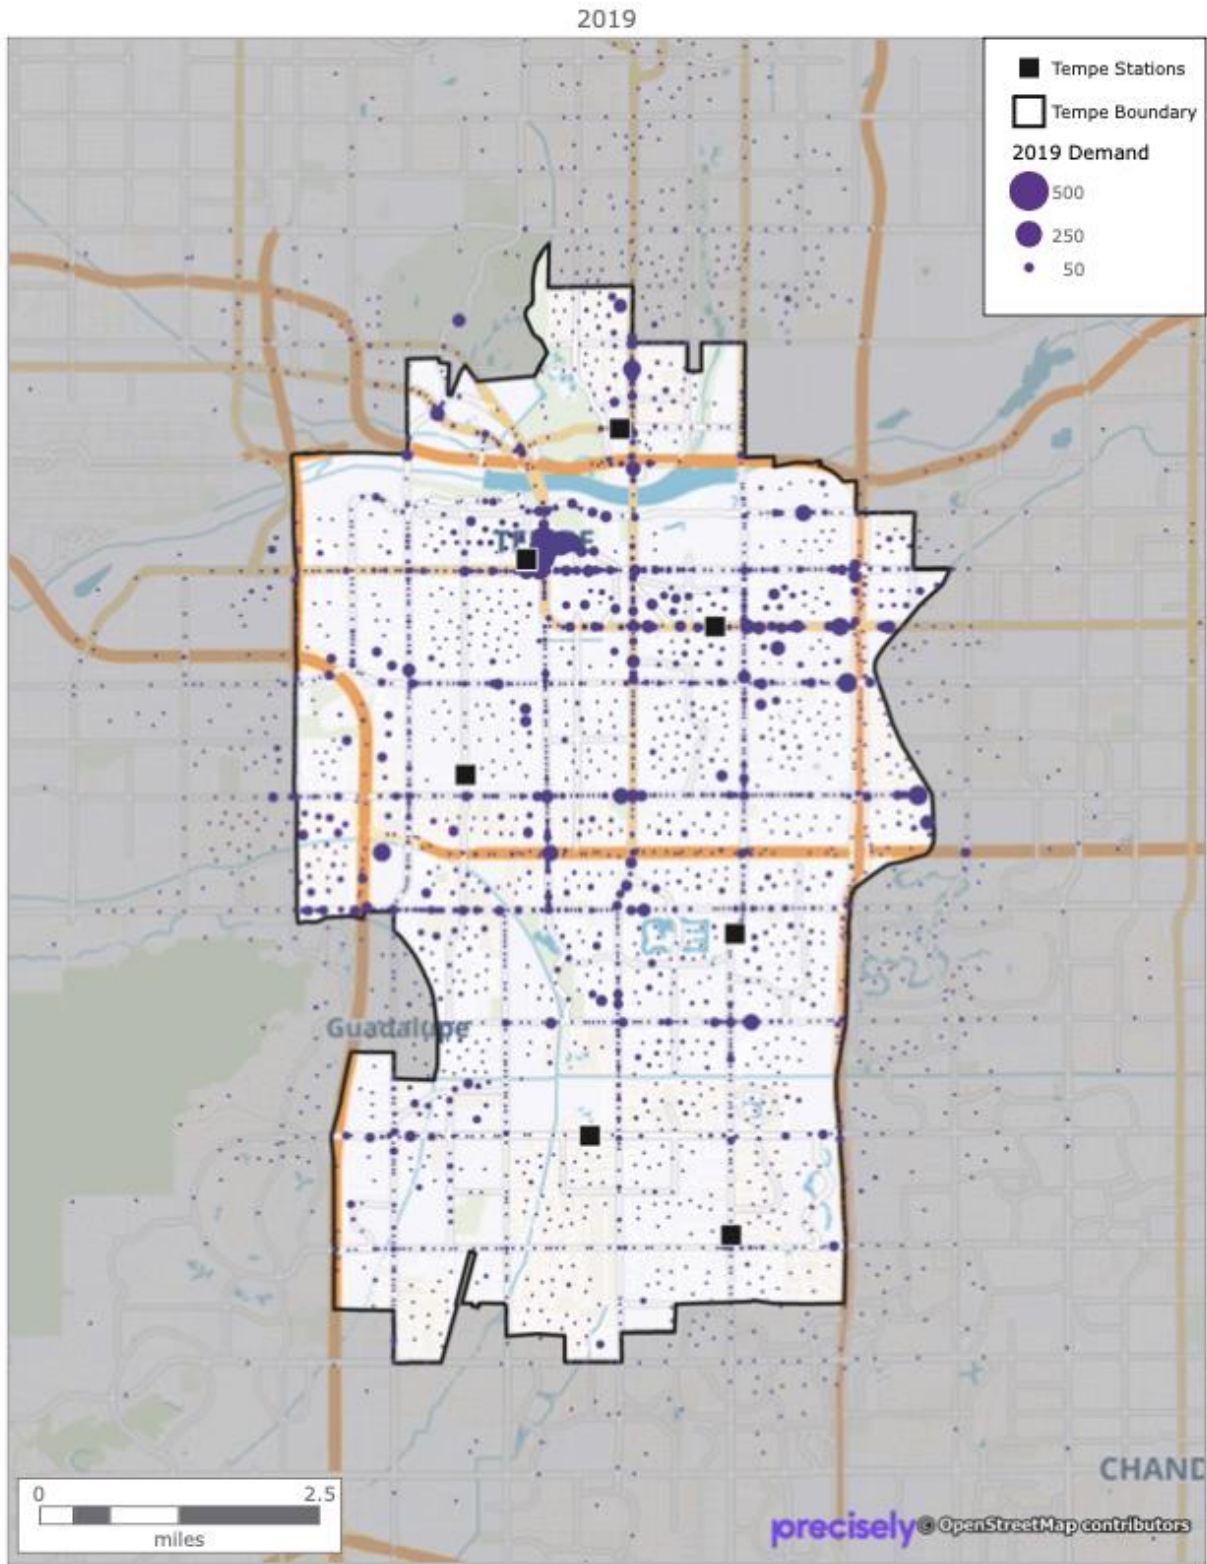 2019
Tempe Stations
Tempe Boundary
2019 Demand
500
250
50
Guadalupe
CHAND
0 2.5
miles
precisely © OpenStreetMap contributors